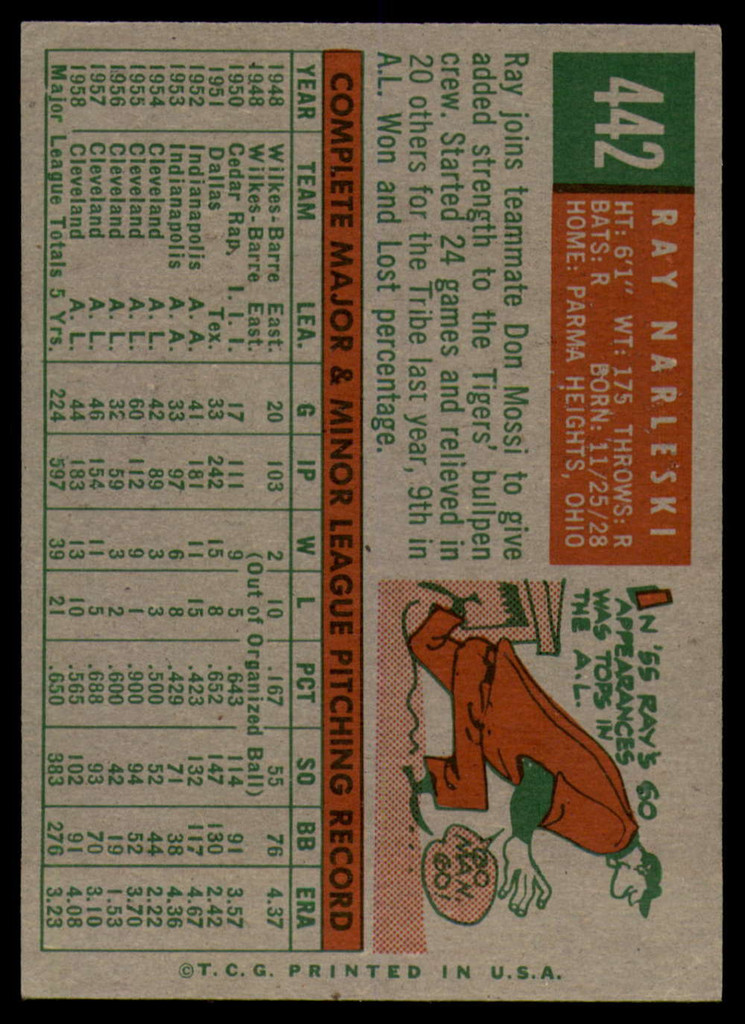 442
RAY NARLESKI
HT: 6'1" WT: 175 THROWS: R
BATS: R BORN: 11/25/28
HOME: PARMA HEIGHTS, OHIO
Ray joins teammate Don Mossi to give
added strength to the Tigers' bullpen
crew. Started 24 games and relieved in
20 others for the Tribe last year, 9th in
A.L. Won and Lost percentage.
IN '55 RAY'S 60
APPEARANCES
WAS TOPS IN
THE A.L.
GO
MAN,
GO!
COMPLETE MAJOR & MINOR LEAGUE PITCHING RECORD
YEAR TEAM LEA. G IP W L PCT SO BB ERA
1948 Wilkes-Barre East. 20 103 2 10 .167 55 76 4.37
1948 Wilkes-Barre East. (Out of Organized Ball)
1950 Cedar Rap. I. I. I. 17 111 9 5 .643 114 91 3.57
1951 Dallas Tex. 33 242 15 8 .652 147 130 2.42
1952 Indianapolis A. A. 41 181 11 15 .423 132 117 4.67
1953 Indianapolis A. A. 33 97 6 8 .429 71 38 4.36
1954 Cleveland A. L. 42 89 3 3 .500 52 44 2.22
1955 Cleveland A. L. 60 112 9 1 .900 94 52 3.70
1956 Cleveland A. L. 32 59 3 2 .600 42 19 1.53
1957 Cleveland A. L. 46 154 11 5 .688 93 70 3.10
1958 Cleveland A. L. 44 183 13 10 .565 102 91 4.08
Major League Totals 5 Yrs. 224 597 39 21 .650 383 276 3.23
©T.C.G. PRINTED IN U.S.A.